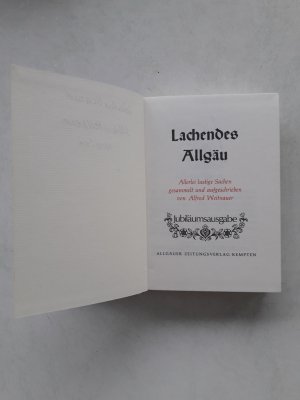 Lachendes
Allgäu
Allerlei lustige Sachen
gesammelt und aufgeschrieben
von Alfred Weitnauer
Jubiläumsausgabe
ALLGÄUER ZEITUNGSVERLAG KEMPTEN